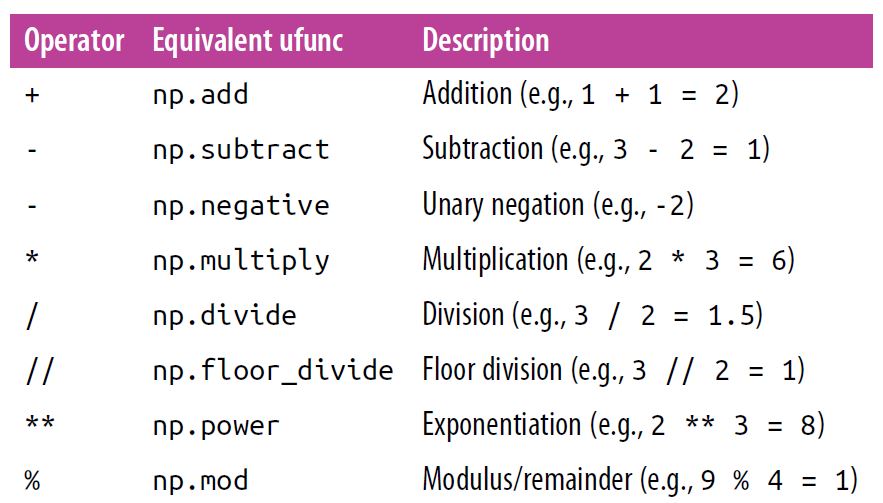 Operator Equivalent ufunc Description
+ np.add Addition (e.g., 1 + 1 = 2)
- np.subtract Subtraction (e.g., 3 - 2 = 1)
- np.negative Unary negation (e.g., -2)
* np.multiply Multiplication (e.g., 2 * 3 = 6)
/ np.divide Division (e.g., 3 / 2 = 1.5)
// np.floor_divide Floor division (e.g., 3 // 2 = 1)
** np.power Exponentiation (e.g., 2 ** 3 = 8)
% np.mod Modulus/remainder (e.g., 9 % 4 = 1)